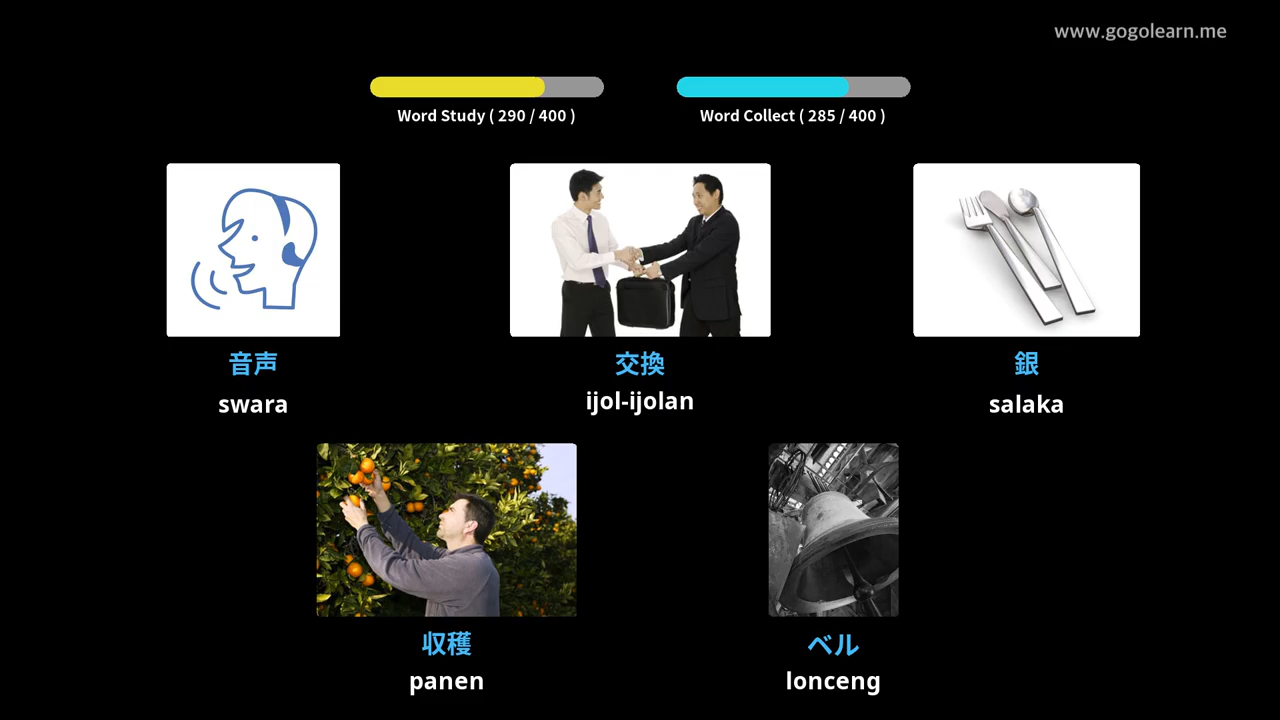 www.gogolearn.me
Word Study ( 290 / 400 )
Word Collect ( 285 / 400 )
音声
swara
交換
ijol-ijolan
銀
salaka
収穫
panen
ベル
lonceng